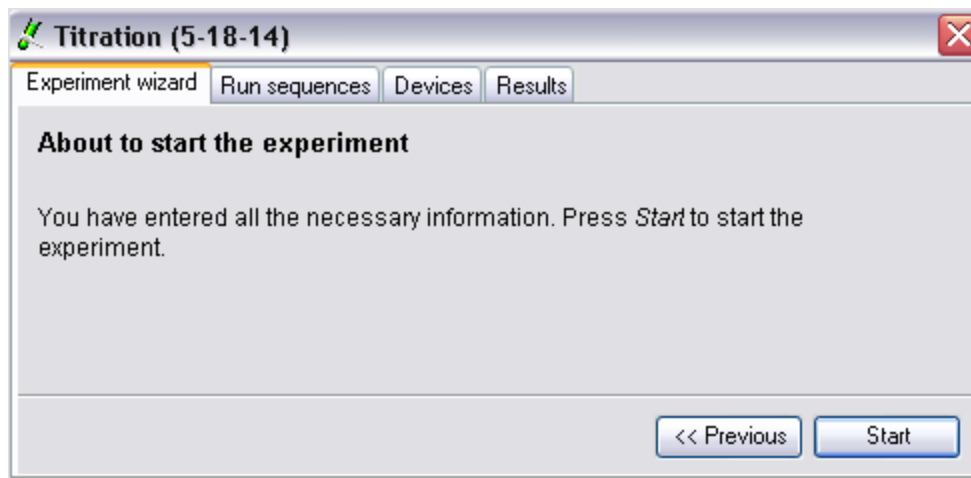 Titration (5-18-14)
Experiment wizard Run sequences Devices Results
About to start the experiment
You have entered all the necessary information. Press Start to start the
experiment.
<< Previous Start